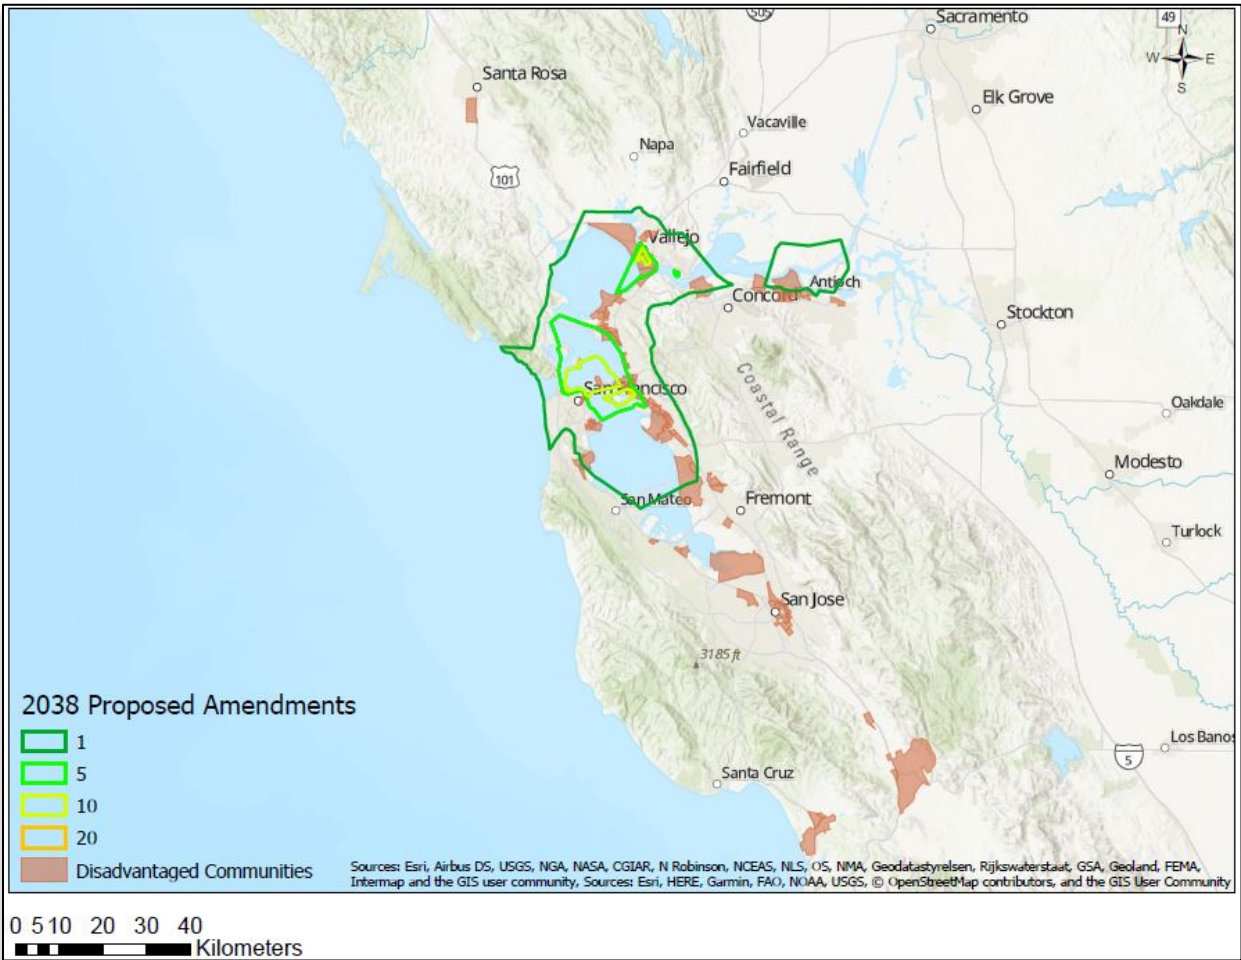 505
Sacramento
49
N
W E
S
Santa Rosa
Elk Grove
Vacaville
Napa
Fairfield
101
Vallejo
Antioch
Concord
Stockton
San Francisco
Coastal Range
Oakdale
Modesto
San Mateo
Fremont
Turlock
San Jose
3185 ft
2038 Proposed Amendments
1
5
10
20
Disadvantaged Communities
Los Banos
5
Santa Cruz
Sources: Esri, Airbus DS, USGS, NGA, NASA, CGIAR, N Robinson, NCEAS, NLS, OS, NMA, Geodatastyrelsen, Rijkswaterstaat, GSA, Geoland, FEMA,
Intermap and the GIS user community, Sources: Esri, HERE, Garmin, FAO, NOAA, USGS, © OpenStreetMap contributors, and the GIS User Community
0 5 10 20 30 40
Kilometers